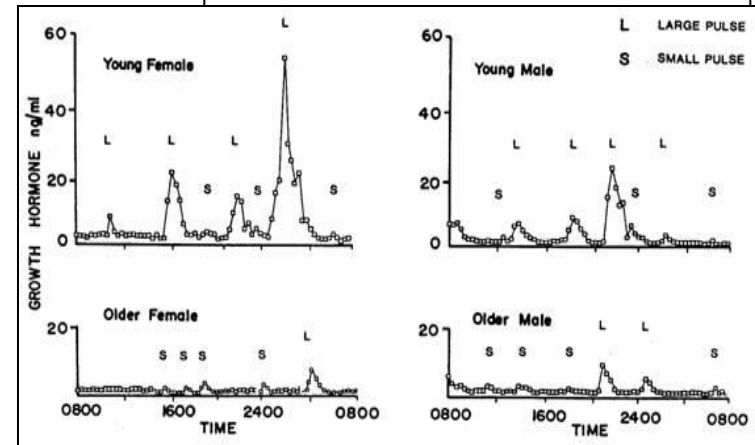 L LARGE PULSE
S SMALL PULSE
GROWTH HORMONE ng/ml
60
40
20
0
Young Female
L
L
L
S
S
L
S
60
40
20
0
Young Male
S
L
L
L
S
L
S
20
Older Female
S
S
S
S
L
0800
1600
2400
0800
TIME
20
Older Male
S
S
S
L
L
S
0800
1600
2400
0800
TIME